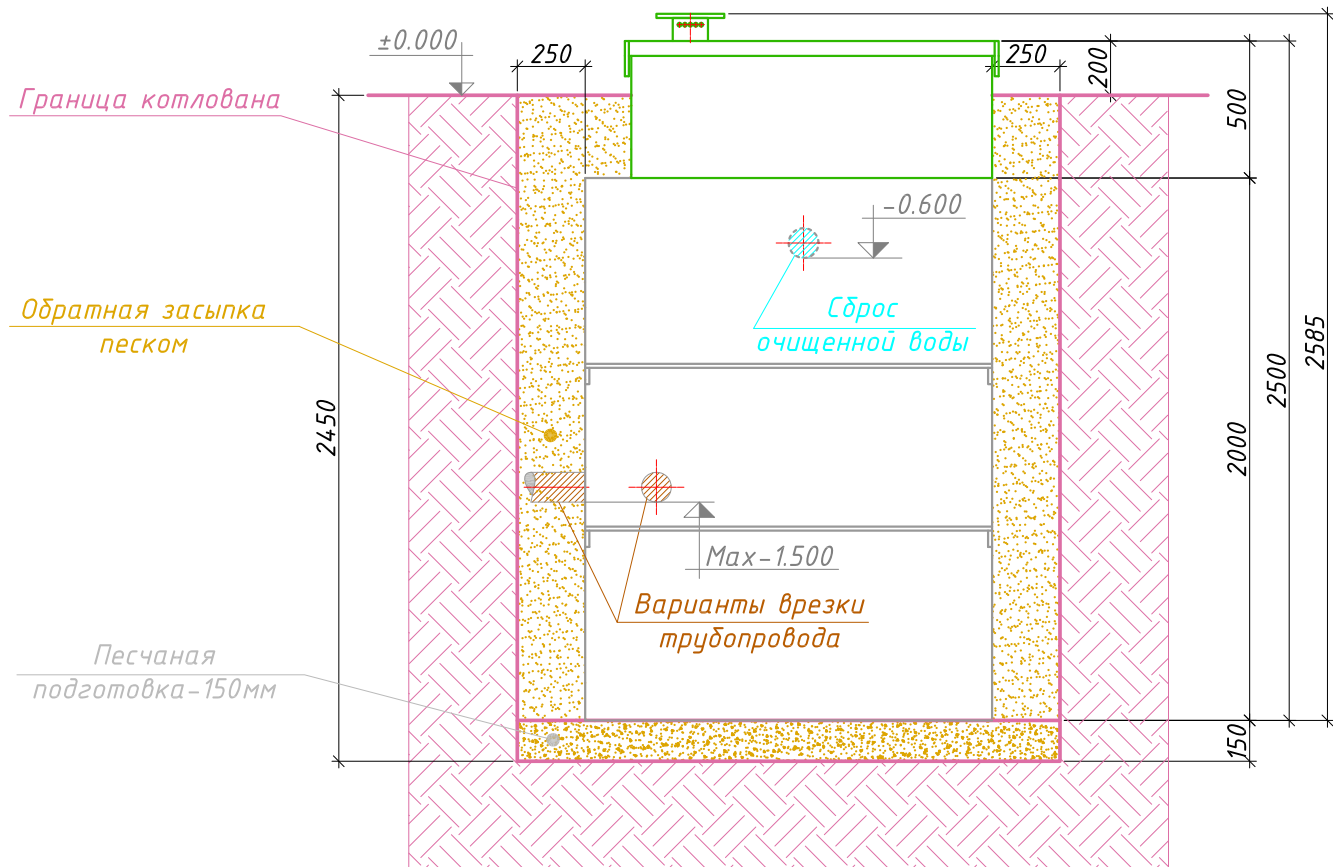 ±0.000
250
250
200
Граница котлована
500
-0.600
Обратная засыпка
песком
Сброс
очищенной воды
2585
2500
2450
2000
Max-1.500
Варианты врезки
трубопровода
Песчаная
подготовка-150мм
150